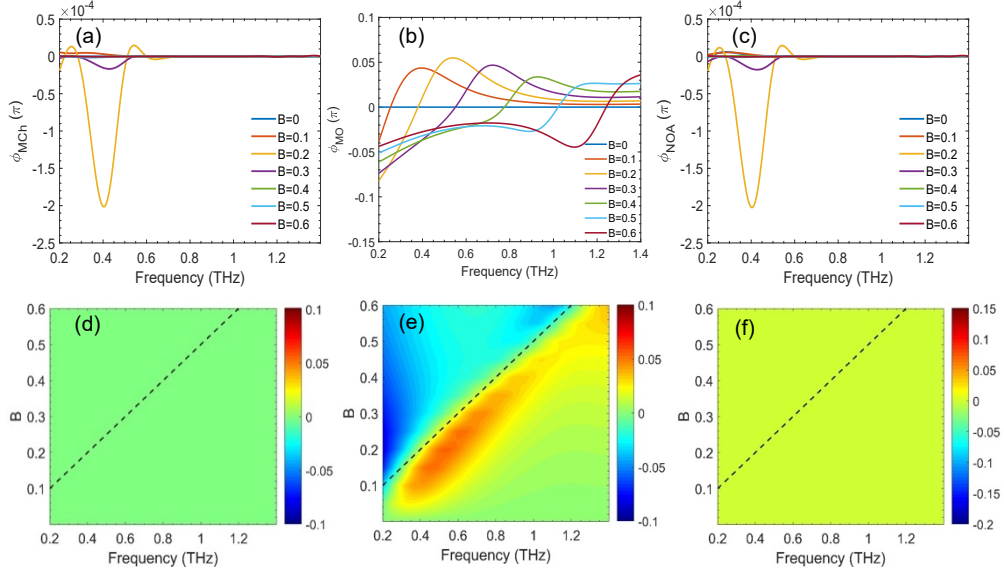 ×10⁻⁴
(a)
0.5
0
-0.5
-1
-1.5
-2
-2.5
ϕMCh (π)
B=0
B=0.1
B=0.2
B=0.3
B=0.4
B=0.5
B=0.6
0.2 0.4 0.6 0.8 1 1.2
Frequency (THz)
(b)
0.1
0.05
0
-0.05
-0.1
-0.15
ϕMO (π)
B=0
B=0.1
B=0.2
B=0.3
B=0.4
B=0.5
B=0.6
0.2 0.4 0.6 0.8 1 1.2 1.4
Frequency (THz)
×10⁻⁴
(c)
0.5
0
-0.5
-1
-1.5
-2
-2.5
ϕNOA (π)
B=0
B=0.1
B=0.2
B=0.3
B=0.4
B=0.5
B=0.6
0.2 0.4 0.6 0.8 1 1.2
Frequency (THz)
(d)
0.6
0.5
0.4
0.3
0.2
0.1
B
0.2 0.4 0.6 0.8 1 1.2
Frequency (THz)
0.1
0.05
0
-0.05
-0.1
(e)
0.6
0.5
0.4
0.3
0.2
0.1
B
0.2 0.4 0.6 0.8 1 1.2
Frequency (THz)
0.1
0.05
0
-0.05
-0.1
(f)
0.6
0.5
0.4
0.3
0.2
0.1
B
0.2 0.4 0.6 0.8 1 1.2
Frequency (THz)
0.15
0.1
0.05
0
-0.05
-0.1
-0.15
-0.2